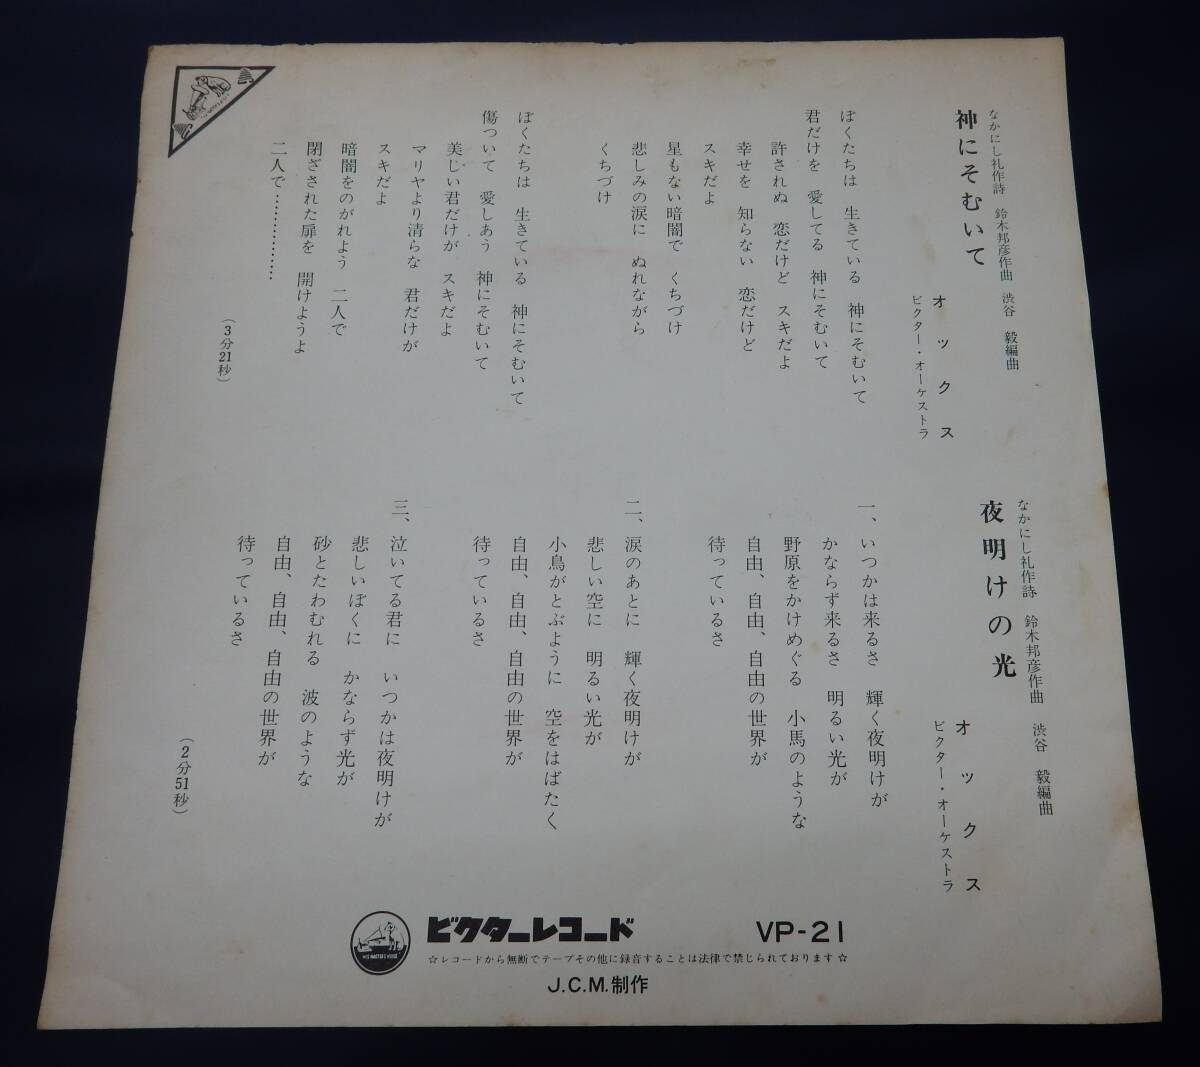 神にそむいて
なかにし礼作詩　鈴木邦彦作曲　渋谷　毅編曲
オックス
ビクター・オーケストラ
ぼくたちは　生きている　神にそむいて
君だけを　愛してる　神にそむいて
許されぬ　恋だけど　スキだよ
幸せを　知らない　恋だけど
スキだよ
星もない暗闇で　くちづけ
悲しみの涙に　ぬれながら
くちづけ
ぼくたちは　生きている　神にそむいて
傷ついて　愛しあう　神にそむいて
美しい君だけが　スキだよ
マリヤより清らな　君だけが
スキだよ
暗闇をのがれよう　二人で
閉ざされた扉を　開けようよ
二人で…………
（3分21秒）
夜明けの光
なかにし礼作詩　鈴木邦彦作曲　渋谷　毅編曲
オックス
ビクター・オーケストラ
一、いつかは来るさ　輝く夜明けが
かならず来るさ　明るい光が
野原をかけめぐる　小馬のような
自由、自由、自由の世界が
待っているさ
二、涙のあとに　輝く夜明けが
悲しい空に　明るい光が
小鳥がとぶように　空をはばたく
自由、自由、自由の世界が
待っているさ
三、泣いてる君に　いつかは夜明けが
悲しいぼくに　かならず光が
砂とたわむれる　波のような
自由、自由、自由の世界が
待っているさ
（2分51秒）
HIS MASTER'S VOICE
ビクターレコード　VP-21
☆レコードから無断でテープその他に録音することは法律で禁じられております☆
J.C.M.制作